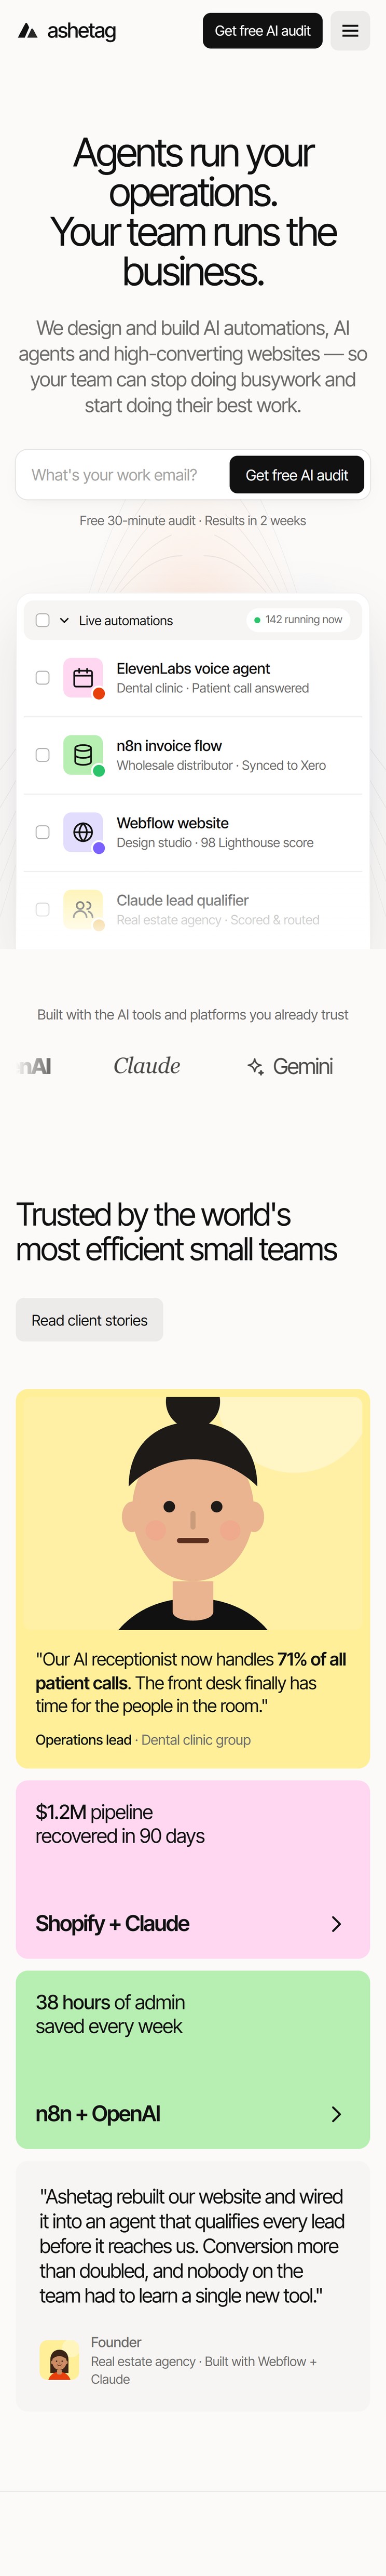 ashetag
Get free AI audit
Agents run your
operations.
Your team runs the
business.
We design and build AI automations, AI
agents and high-converting websites — so
your team can stop doing busywork and
start doing their best work.
What's your work email?
Get free AI audit
Free 30-minute audit · Results in 2 weeks
Live automations
142 running now
ElevenLabs voice agent
Dental clinic · Patient call answered
n8n invoice flow
Wholesale distributor · Synced to Xero
Webflow website
Design studio · 98 Lighthouse score
Claude lead qualifier
Real estate agency · Scored & routed
Built with the AI tools and platforms you already trust
nAI
Claude
Gemini
Trusted by the world's
most efficient small teams
Read client stories
"Our AI receptionist now handles 71% of all
patient calls. The front desk finally has
time for the people in the room."
Operations lead · Dental clinic group
$1.2M pipeline
recovered in 90 days
Shopify + Claude
38 hours of admin
saved every week
n8n + OpenAI
"Ashetag rebuilt our website and wired
it into an agent that qualifies every lead
before it reaches us. Conversion more
than doubled, and nobody on the
team had to learn a single new tool."
Founder
Real estate agency · Built with Webflow +
Claude